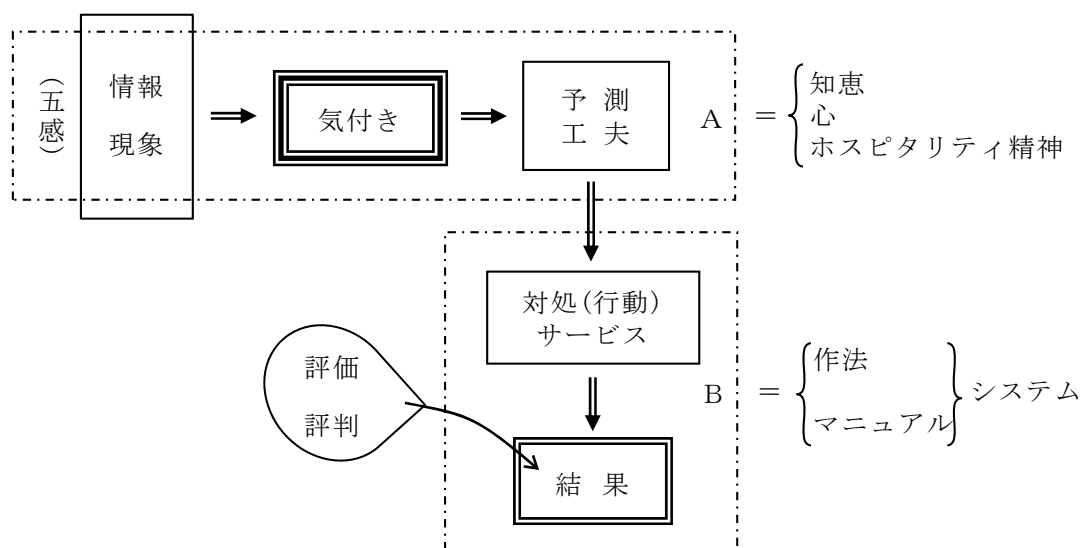 (五感)
情報
現象
気付き
予測
工夫
A
=
知恵
心
ホスピタリティ精神
対処(行動)
サービス
評価
評判
B
=
作法
マニュアル
システム
結果